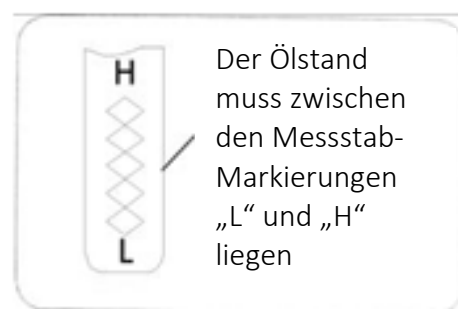 H
L
Der Ölstand
muss zwischen
den Messstab-
Markierungen
„L“ und „H“
liegen